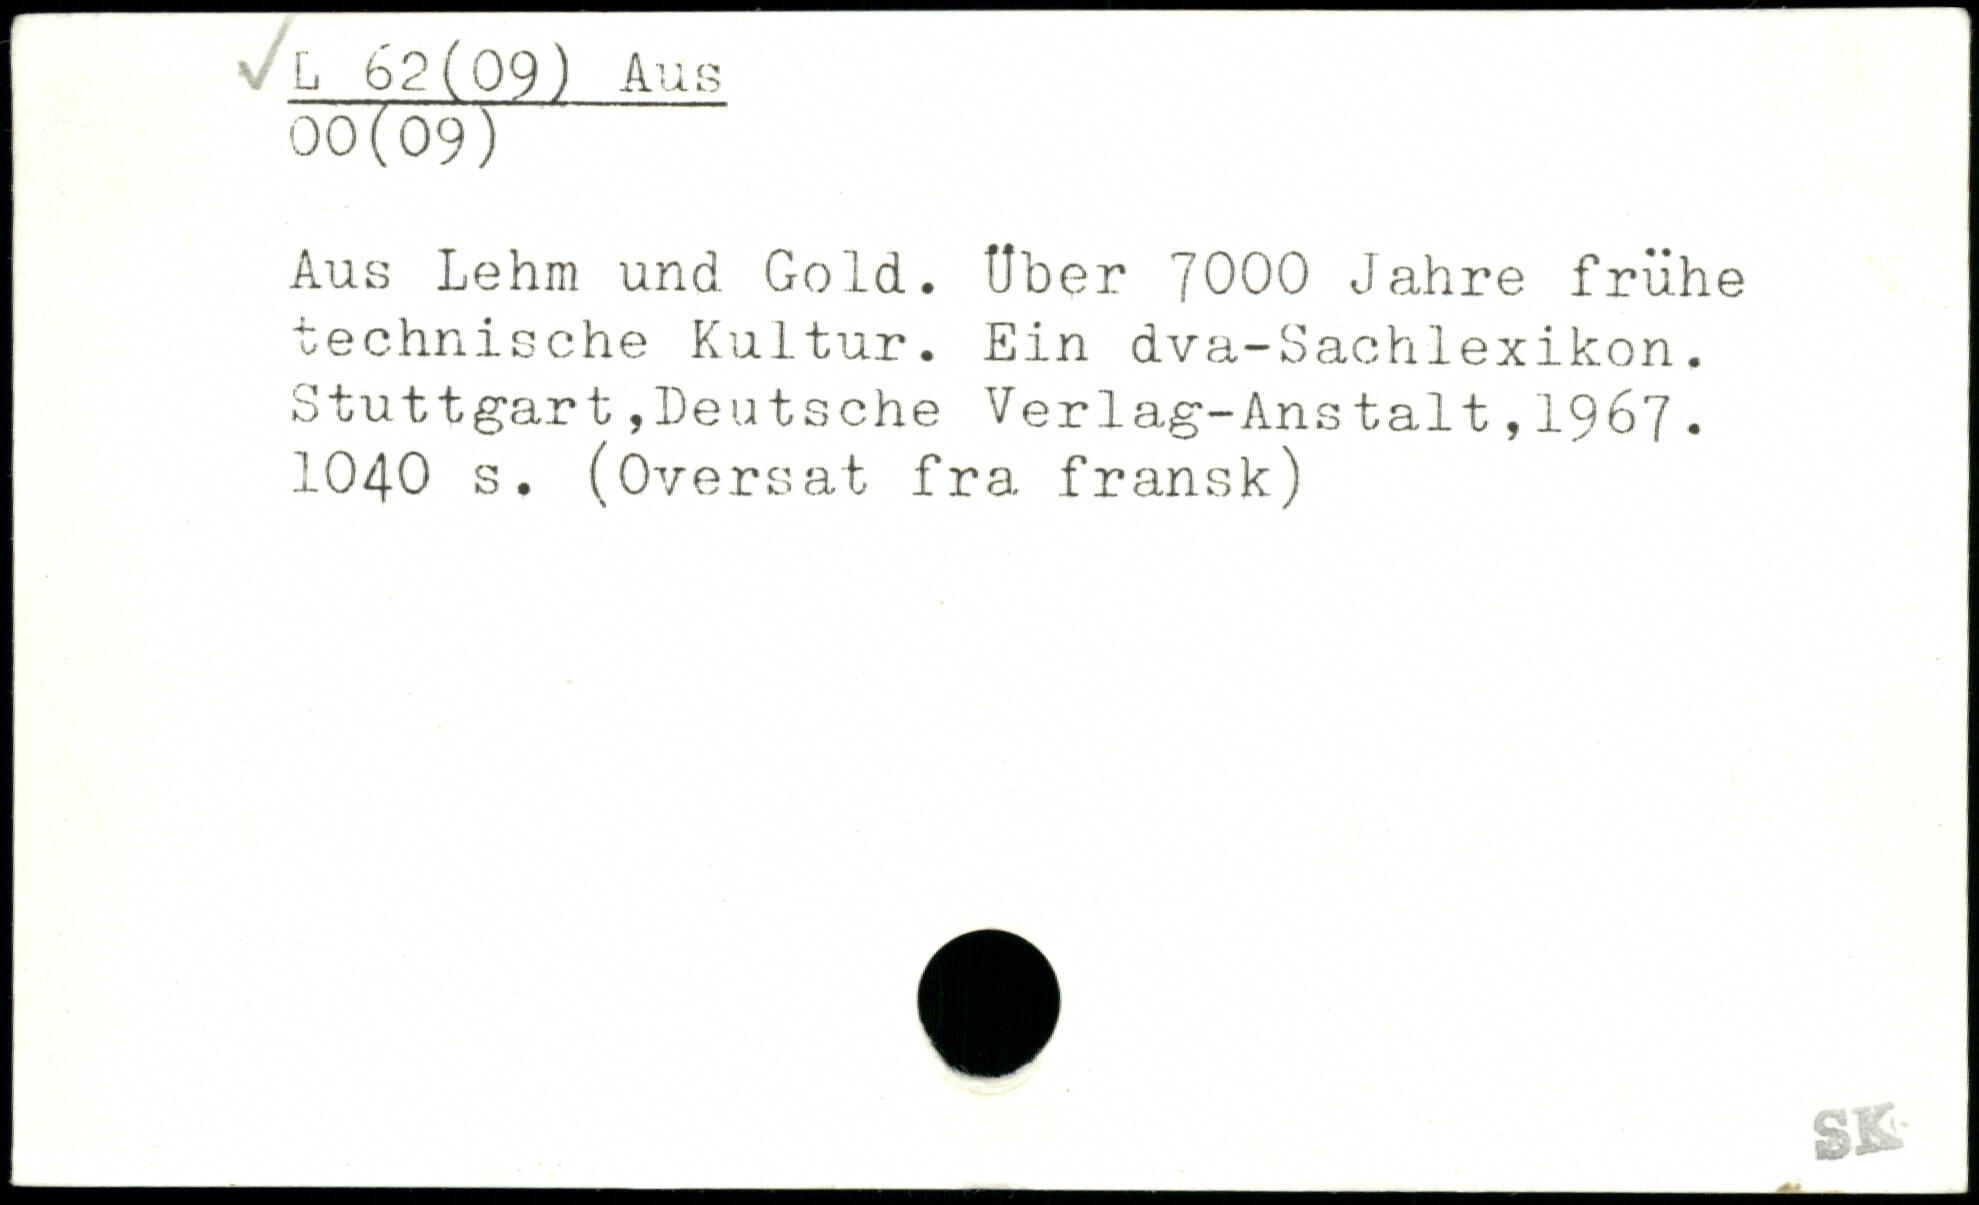 ✓ L 62(09) Aus
00(09)
Aus Lehm und Gold. Über 7000 Jahre frühe
technische Kultur. Ein dva-Sachlexikon.
Stuttgart,Deutsche Verlag-Anstalt,1967.
1040 s. (Oversat fra fransk)
SK